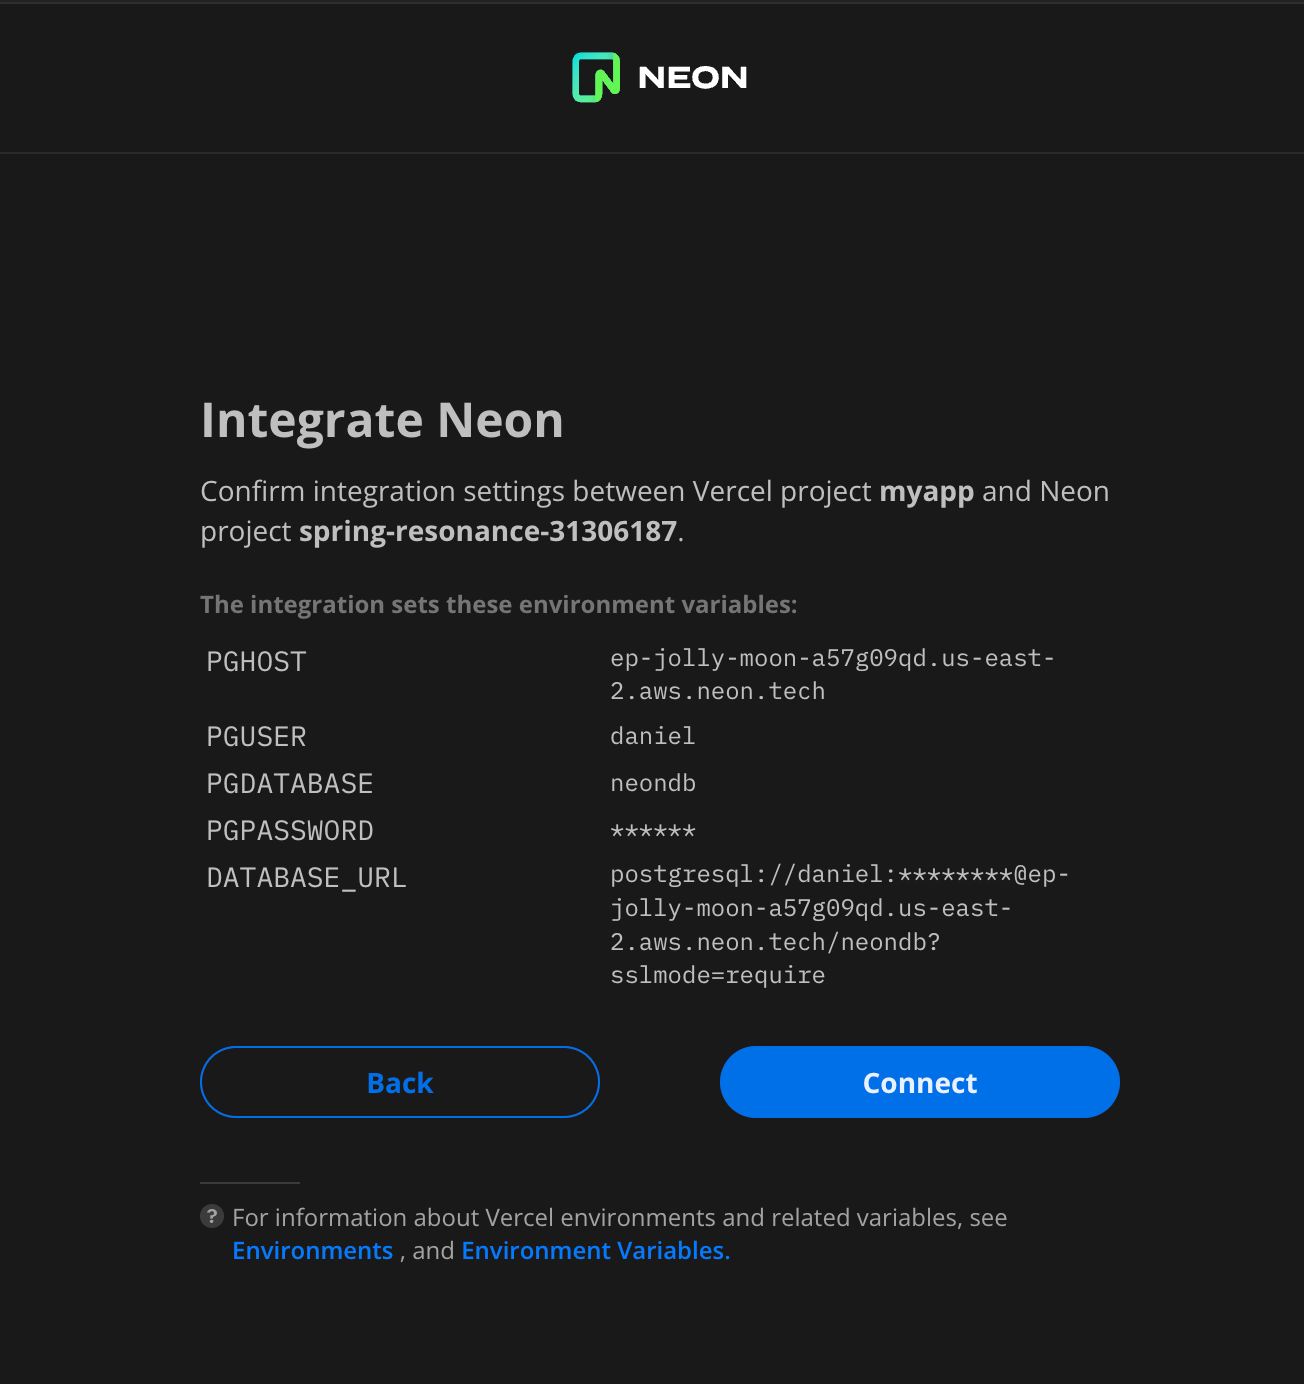 NEON
Integrate Neon
Confirm integration settings between Vercel project myapp and Neon
project spring-resonance-31306187.
The integration sets these environment variables:
PGHOST
ep-jolly-moon-a57g09qd.us-east-
2.aws.neon.tech
PGUSER
daniel
PGDATABASE
neondb
PGPASSWORD
******
DATABASE_URL
postgresql://daniel:********@ep-
jolly-moon-a57g09qd.us-east-
2.aws.neon.tech/neondb?
sslmode=require
Back
Connect
? For information about Vercel environments and related variables, see
Environments , and Environment Variables.